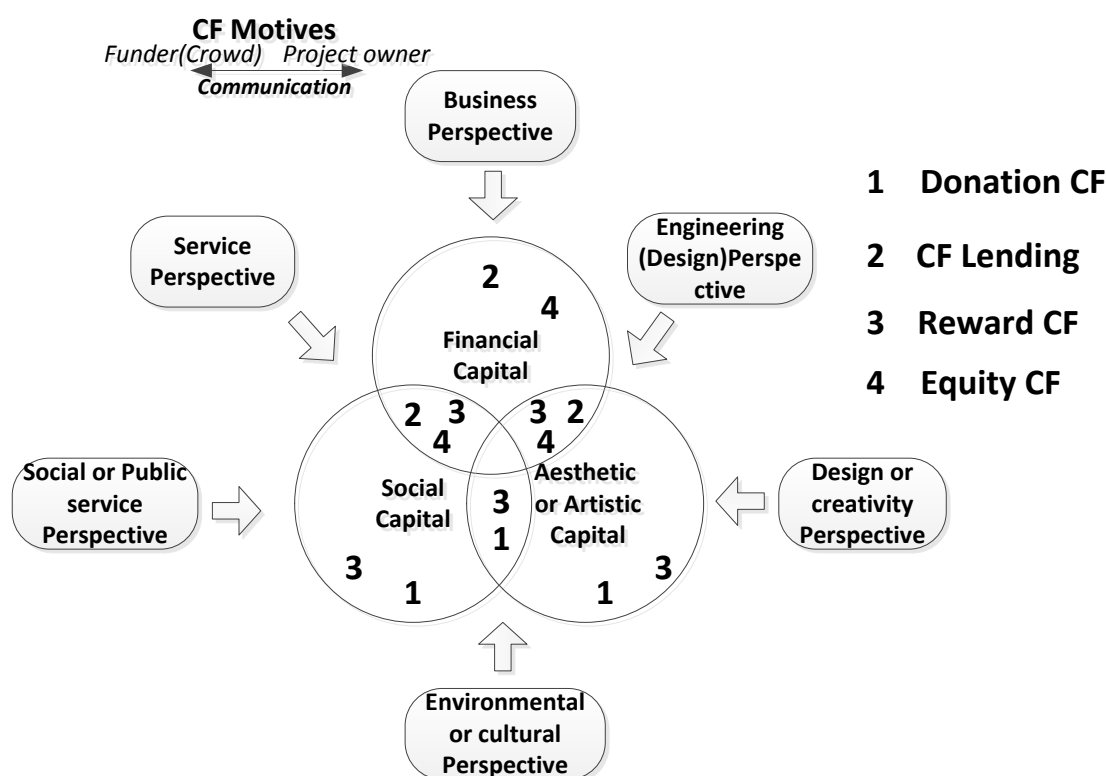 CF Motives
Funder(Crowd) Project owner
Communication
Business
Perspective
Service
Perspective
Engineering
(Design)Perspe
ctive
1 Donation CF
2 CF Lending
3 Reward CF
4 Equity CF
2
4
Financial
Capital
2 3
4
3 2
4
Social
Capital
3
1
Aesthetic
or Artistic
Capital
3
1
1
3
Social or Public
service
Perspective
Design or
creativity
Perspective
Environmental
or cultural
Perspective